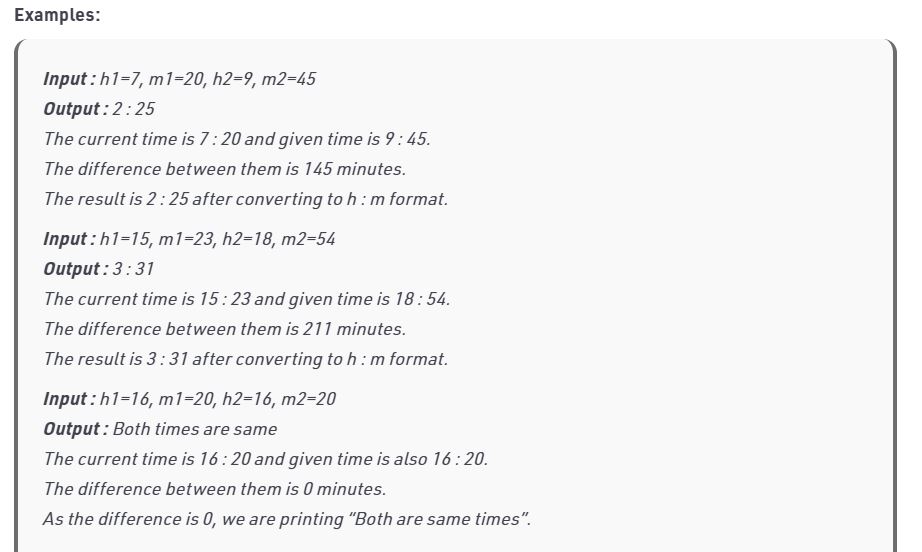 Examples:
Input : h1=7, m1=20, h2=9, m2=45
Output : 2 : 25
The current time is 7 : 20 and given time is 9 : 45.
The difference between them is 145 minutes.
The result is 2 : 25 after converting to h : m format.
Input : h1=15, m1=23, h2=18, m2=54
Output : 3 : 31
The current time is 15 : 23 and given time is 18 : 54.
The difference between them is 211 minutes.
The result is 3 : 31 after converting to h : m format.
Input : h1=16, m1=20, h2=16, m2=20
Output : Both times are same
The current time is 16 : 20 and given time is also 16 : 20.
The difference between them is 0 minutes.
As the difference is 0, we are printing “Both are same times”.